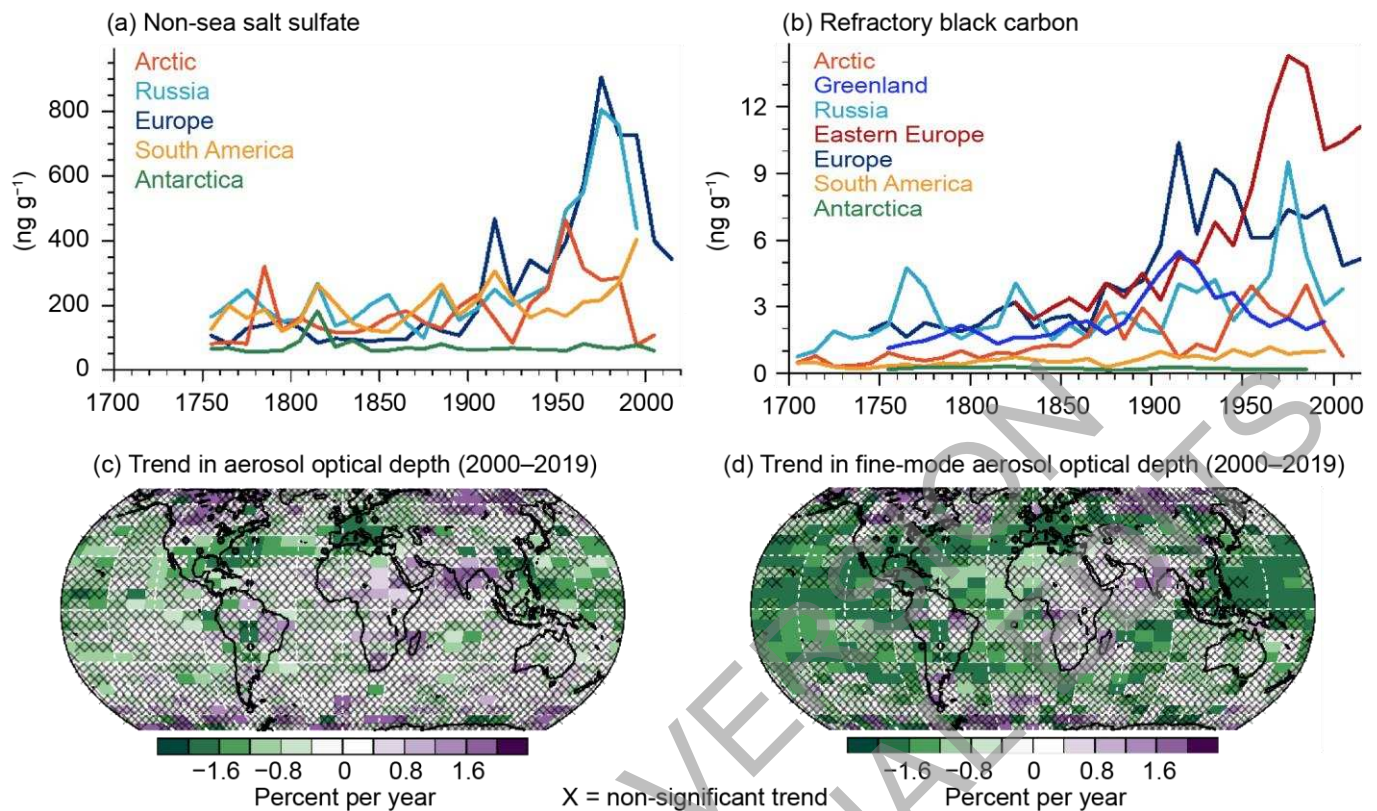 (a) Non-sea salt sulfate
Arctic
Russia
Europe
South America
Antarctica
800
600
400
200
0
(ng g⁻¹)
1700 1750 1800 1850 1900 1950 2000
(b) Refractory black carbon
Arctic
Greenland
Russia
Eastern Europe
Europe
South America
Antarctica
12
9
6
3
0
(ng g⁻¹)
1700 1750 1800 1850 1900 1950 2000
(c) Trend in aerosol optical depth (2000–2019)
−1.6 −0.8 0 0.8 1.6
Percent per year
X = non-significant trend
(d) Trend in fine-mode aerosol optical depth (2000–2019)
−1.6 −0.8 0 0.8 1.6
Percent per year